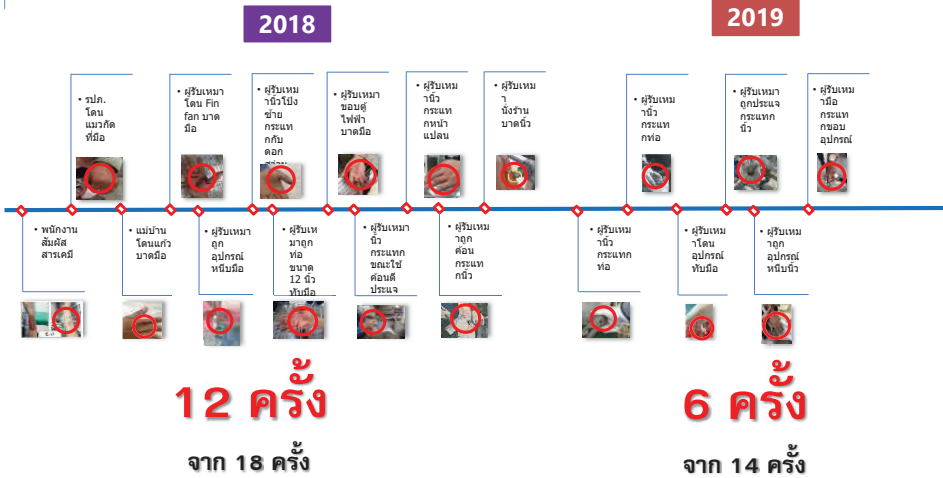 2018
2019
• รปภ.
โดน
แมวกัด
ที่มือ
• ผู้รับเหมา
โดน Fin
fan บาด
มือ
• ผู้รับเหม
านิ้วโป้ง
ซ้าย
กระแท
กกับ
ดอก
• ผู้รับเหมา
ขอบตู้
ไฟฟ้า
บาดมือ
• ผู้รับเหม
านิ้ว
กระแท
กหน้า
แปลน
• ผู้รับเหม
า
นั่งร้าน
บาดนิ้ว
• ผู้รับเหม
านิ้ว
กระแท
กท่อ
• ผู้รับเหมา
ถูกประแจ
กระแทก
นิ้ว
• ผู้รับเห
มามือ
กระแท
กขอบ
อุปกรณ์
• พนักงาน
สัมผัส
สารเคมี
• แม่บ้าน
โดนแก้ว
บาดมือ
• ผู้รับเหมา
ถูก
อุปกรณ์
หนีบมือ
• ผู้รับเห
มาถูก
ท่อ
ขนาด
12 นิ้ว
ทับมือ
• ผู้รับเหมา
นิ้ว
กระแทก
ขณะใช้
ค้อนตี
ประแจ
• ผู้รับเห
มาถูก
ค้อน
กระแท
กนิ้ว
• ผู้รับเห
มานิ้ว
กระแทก
ท่อ
• ผู้รับเห
มาโดน
อุปกรณ์
ทับมือ
• ผู้รับเห
มาถูก
อุปกรณ์
หนีบนิ้ว
12 ครั้ง
จาก 18 ครั้ง
6 ครั้ง
จาก 14 ครั้ง